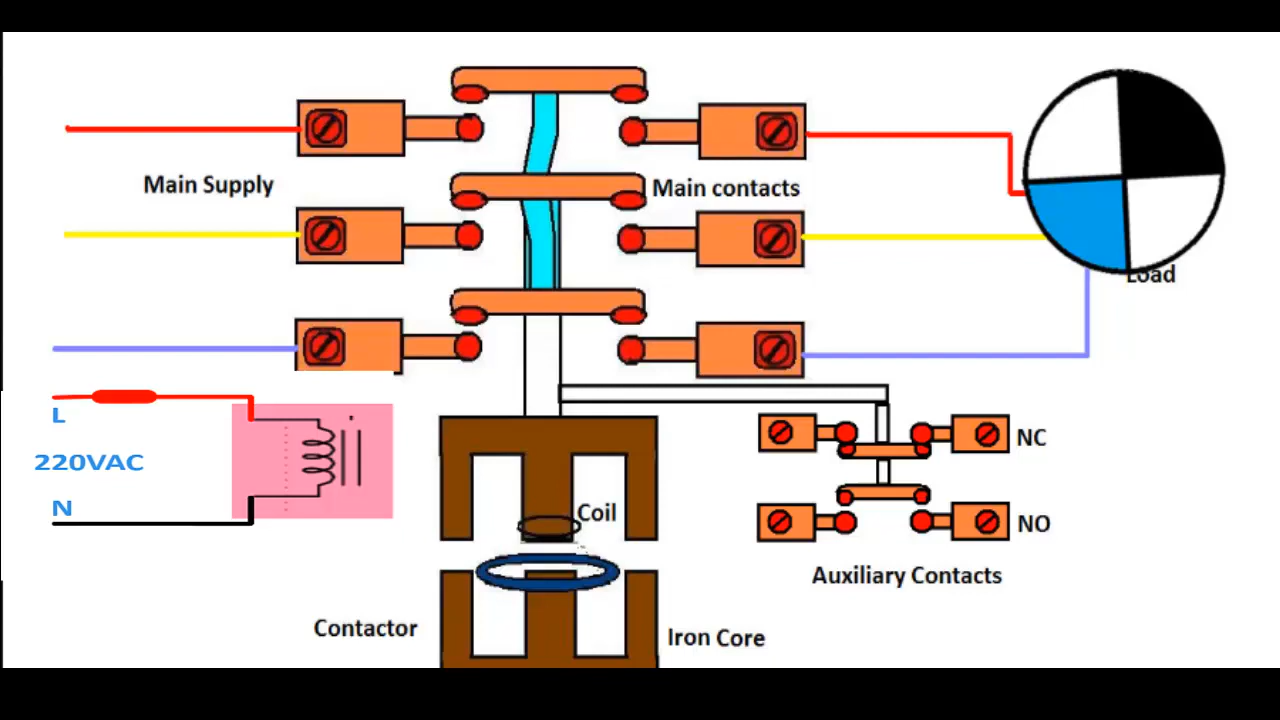 Main Supply
Main contacts
Load
L
220VAC
N
NC
Coil
NO
Auxiliary Contacts
Contactor
Iron Core